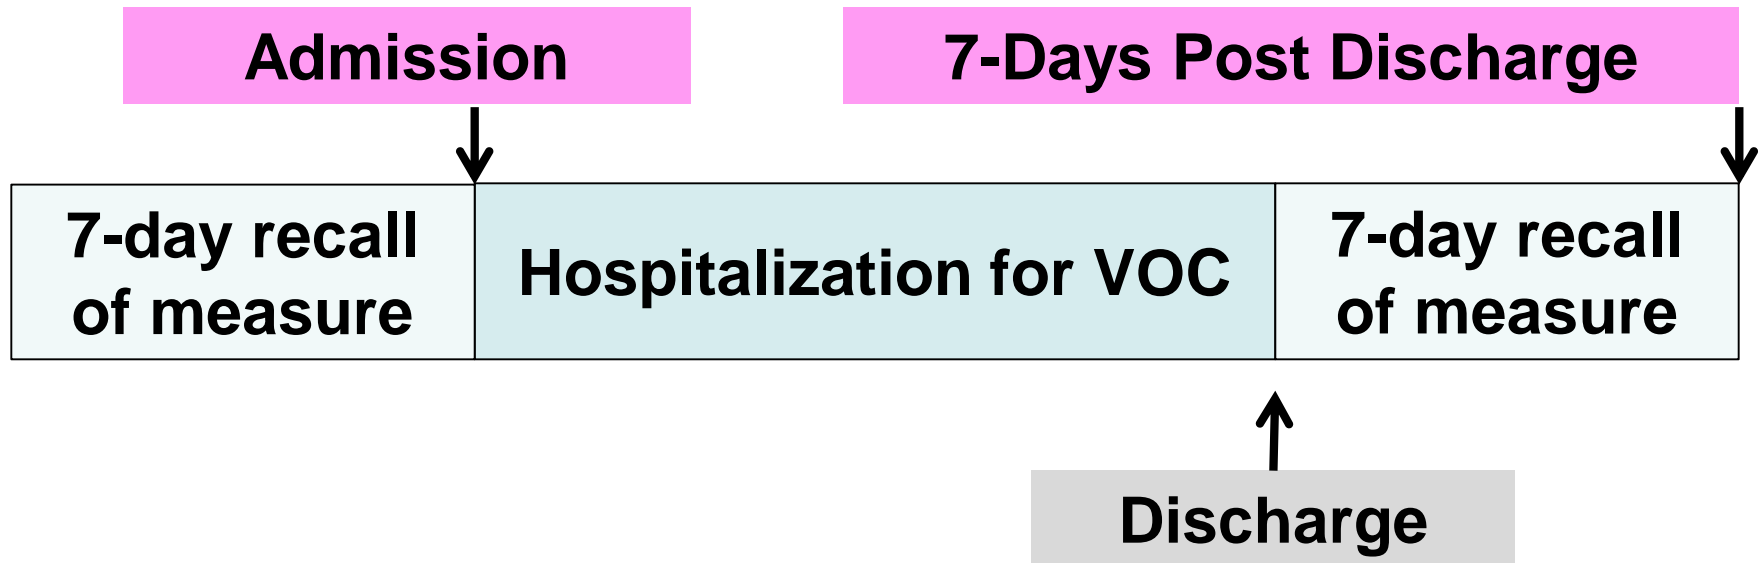 Admission
7-Days Post Discharge
7-day recall
of measure
Hospitalization for VOC
7-day recall
of measure
Discharge